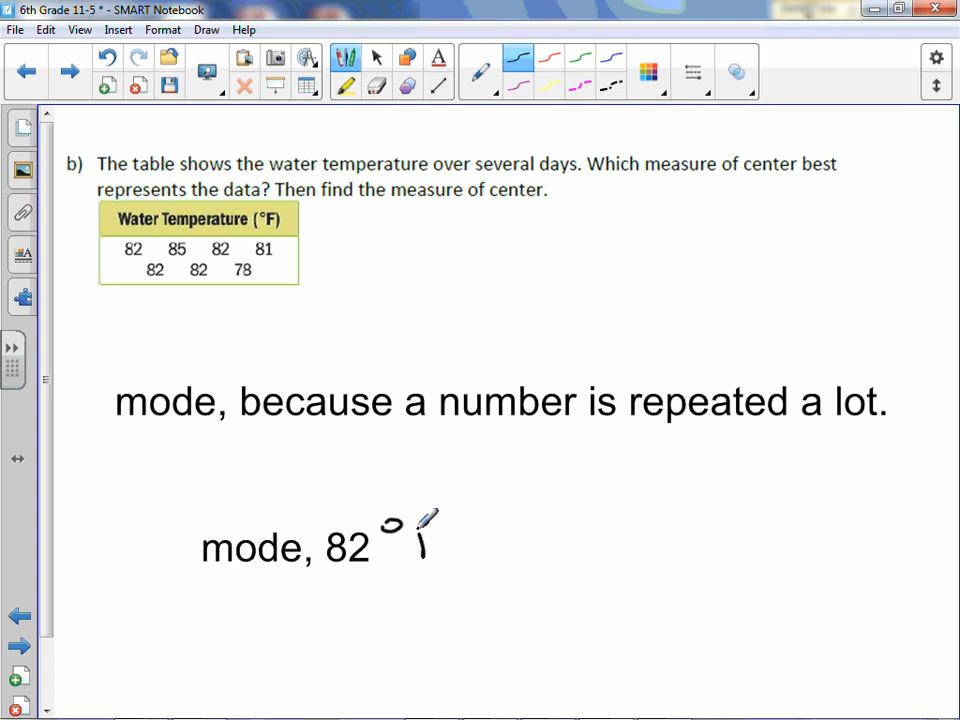 6th Grade 11-5 * - SMART Notebook
File Edit View Insert Format Draw Help
b) The table shows the water temperature over several days. Which measure of center best
represents the data? Then find the measure of center.
Water Temperature (°F)
82 85 82 81
82 82 78
mode, because a number is repeated a lot.
mode, 82 °